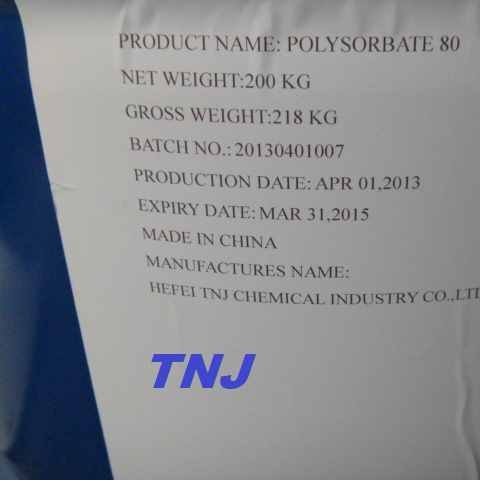 PRODUCT NAME: POLYSORBATE 80
NET WEIGHT:200 KG
GROSS WEIGHT:218 KG
BATCH NO.: 20130401007
PRODUCTION DATE: APR 01,2013
EXPIRY DATE: MAR 31,2015
MADE IN CHINA
MANUFACTURES NAME:
HEFEI TNJ CHEMICAL INDUSTRY CO.,LTD
TNJ